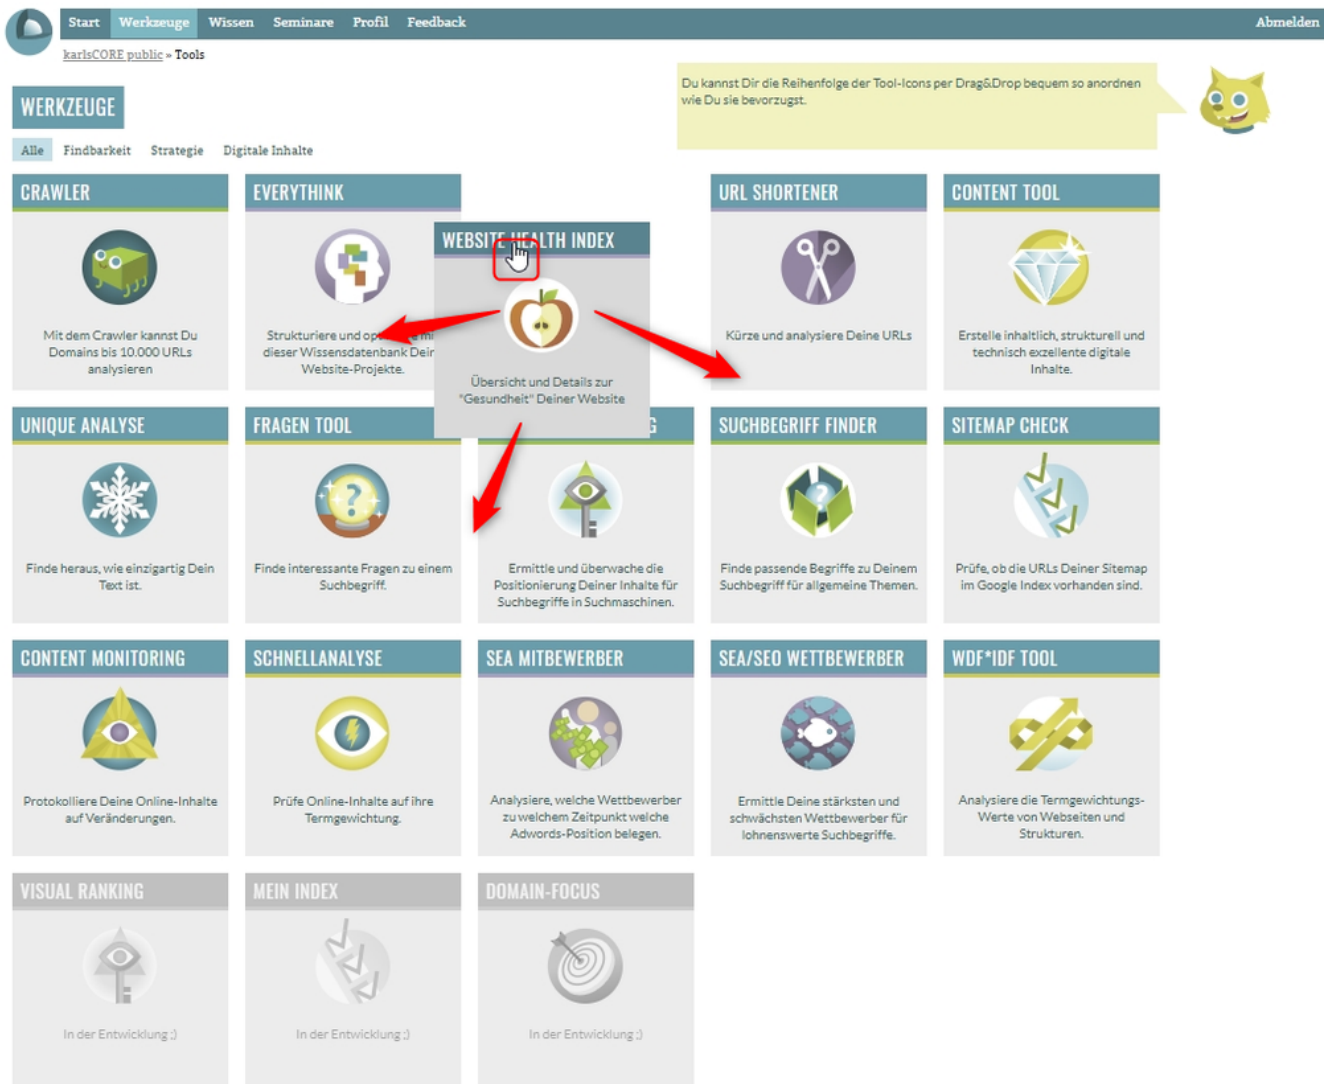 Start Werkzeuge Wissen Seminare Profil Feedback Abmelden
karlsCORE public » Tools
Du kannst Dir die Reihenfolge der Tool-Icons per Drag&Drop bequem so anordnen
wie Du sie bevorzugst.
WERKZEUGE
Alle Findbarkeit Strategie Digitale Inhalte
CRAWLER
Mit dem Crawler kannst Du
Domains bis 10.000 URLs
analysieren
EVERYTHINK
Strukturiere und
dieser Wissensdatenbank
Website-Projekte.
WEBSITE HEALTH INDEX
Übersicht und Details zur
"Gesundheit" Deiner Website
URL SHORTENER
Kürze und analysiere Deine URLs
CONTENT TOOL
Erstelle inhaltlich, strukturell und
technisch exzellente digitale
Inhalte.
UNIQUE ANALYSE
Finde heraus, wie einzigartig Dein
Text ist.
FRAGEN TOOL
Finde interessante Fragen zu einem
Suchbegriff.
G
Ermittle und überwache die
Positionierung Deiner Inhalte für
Suchbegriffe in Suchmaschinen.
SUCHBEGRIFF FINDER
Finde passende Begriffe zu Deinem
Suchbegriff für allgemeine Themen.
SITEMAP CHECK
Prüfe, ob die URLs Deiner Sitemap
im Google Index vorhanden sind.
CONTENT MONITORING
Protokolliere Deine Online-Inhalte
auf Veränderungen.
SCHNELLANALYSE
Prüfe Online-Inhalte auf ihre
Termgewichtung.
SEA MITBEWERBER
Analysiere, welche Wettbewerber
zu welchem Zeitpunkt welche
Adwords-Position belegen.
SEA/SEO WETTBEWERBER
Ermittle Deine stärksten und
schwächsten Wettbewerber für
lohnenswerte Suchbegriffe.
WDF*IDF TOOL
Analysiere die Termgewichtungs-
Werte von Webseiten und
Strukturen.
VISUAL RANKING
In der Entwicklung ;)
MEIN INDEX
In der Entwicklung ;)
DOMAIN-FOCUS
In der Entwicklung ;)